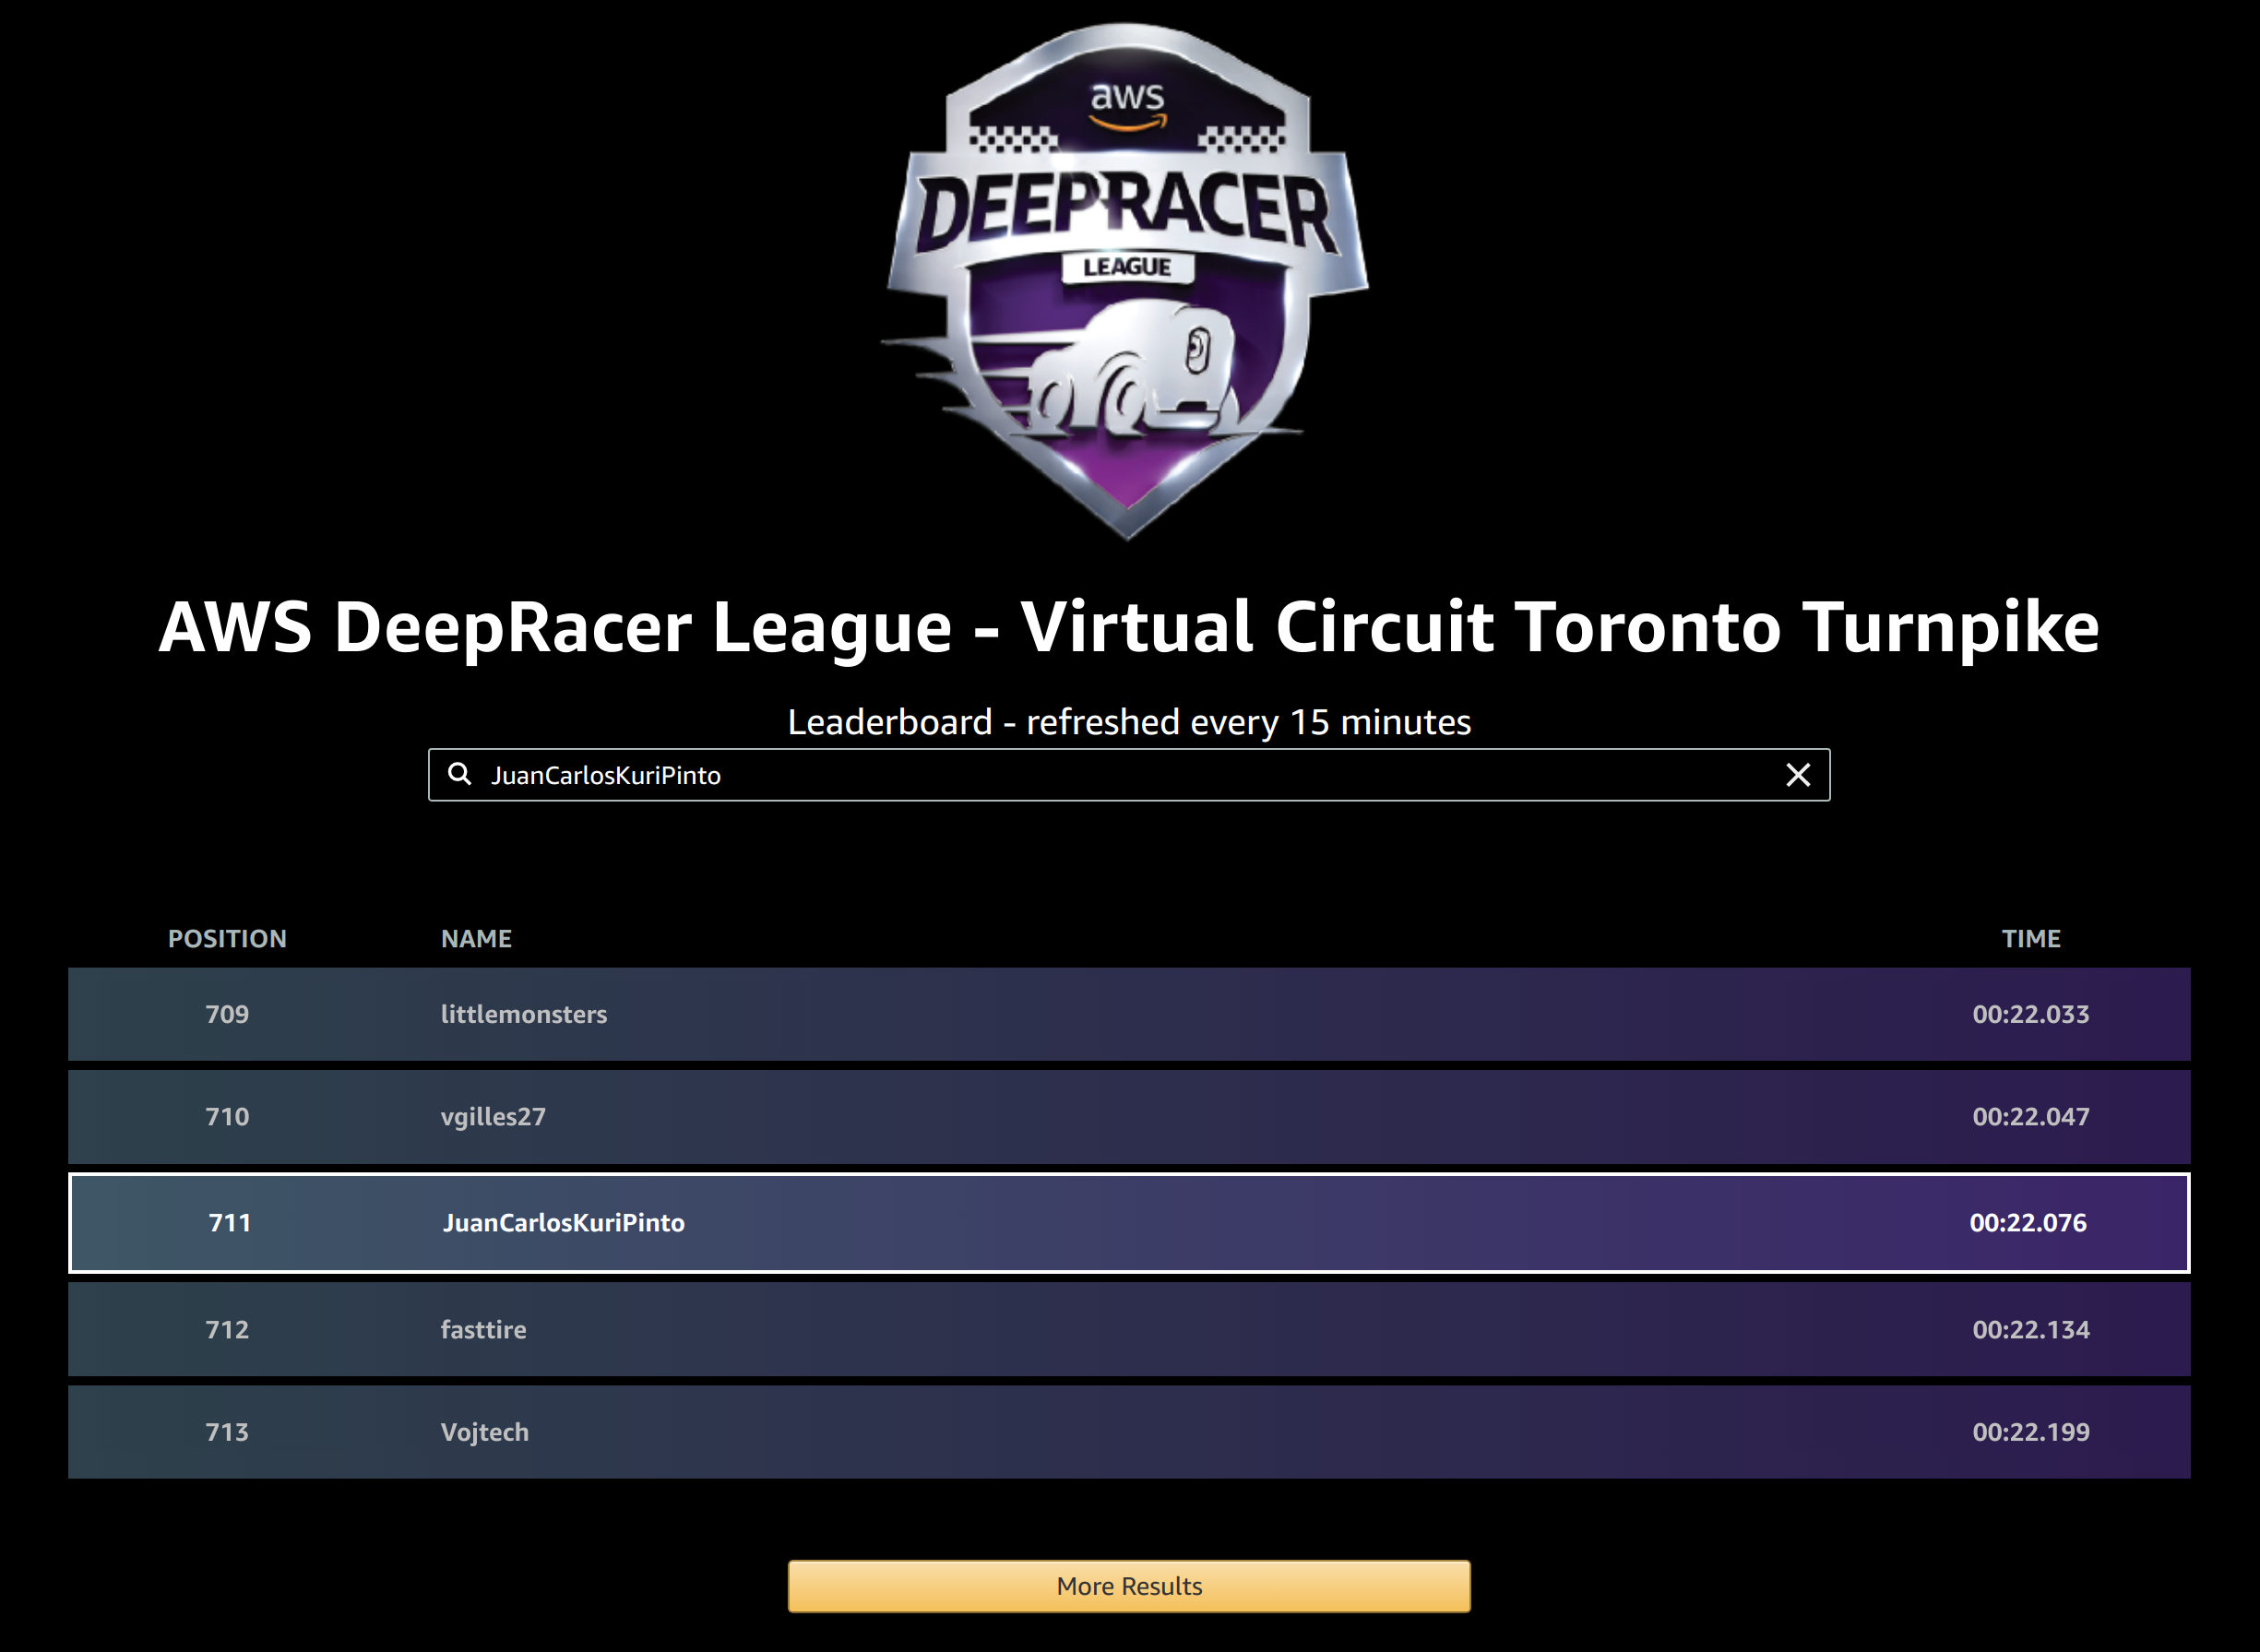 aws
DEEPRACER
LEAGUE
AWS DeepRacer League - Virtual Circuit Toronto Turnpike
Leaderboard - refreshed every 15 minutes
JuanCarlosKuriPinto
POSITION NAME TIME
709 littlemonsters 00:22.033
710 vgilles27 00:22.047
711 JuanCarlosKuriPinto 00:22.076
712 fasttire 00:22.134
713 Vojtech 00:22.199
More Results